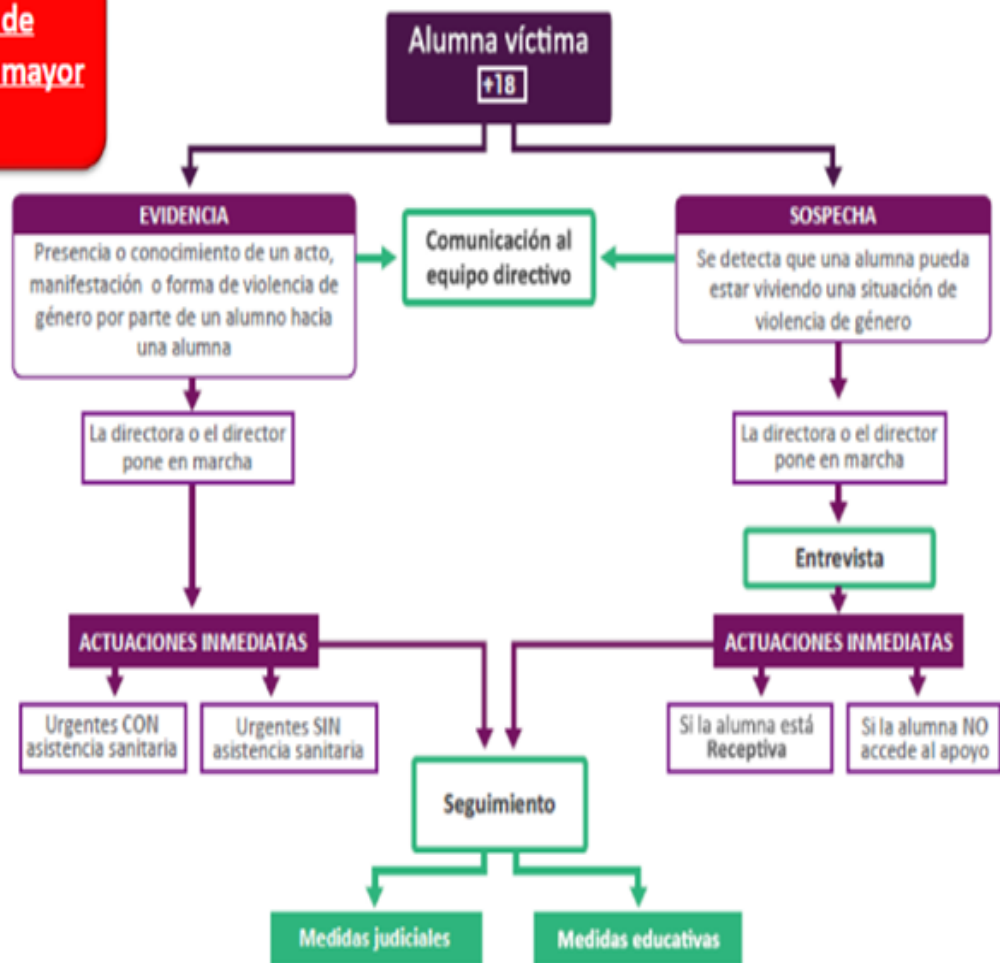 de
mayor
Alumna víctima
+18
EVIDENCIA
Presencia o conocimiento de un acto,
manifestación o forma de violencia de
género por parte de un alumno hacia
una alumna
Comunicación al
equipo directivo
SOSPECHA
Se detecta que una alumna pueda
estar viviendo una situación de
violencia de género
La directora o el director
pone en marcha
La directora o el director
pone en marcha
Entrevista
ACTUACIONES INMEDIATAS
ACTUACIONES INMEDIATAS
Urgentes CON
asistencia sanitaria
Urgentes SIN
asistencia sanitaria
Si la alumna está
Receptiva
Si la alumna NO
accede al apoyo
Seguimiento
Medidas judiciales
Medidas educativas